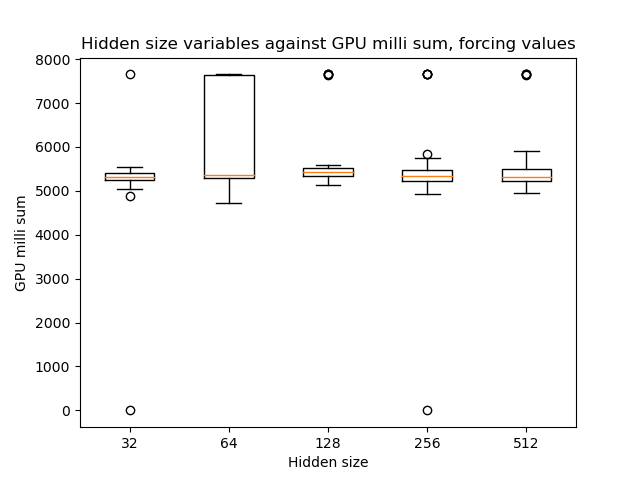 Hidden size variables against GPU milli sum, forcing values
8000
7000
6000
5000
4000
3000
2000
1000
0
GPU milli sum
32 64 128 256 512
Hidden size